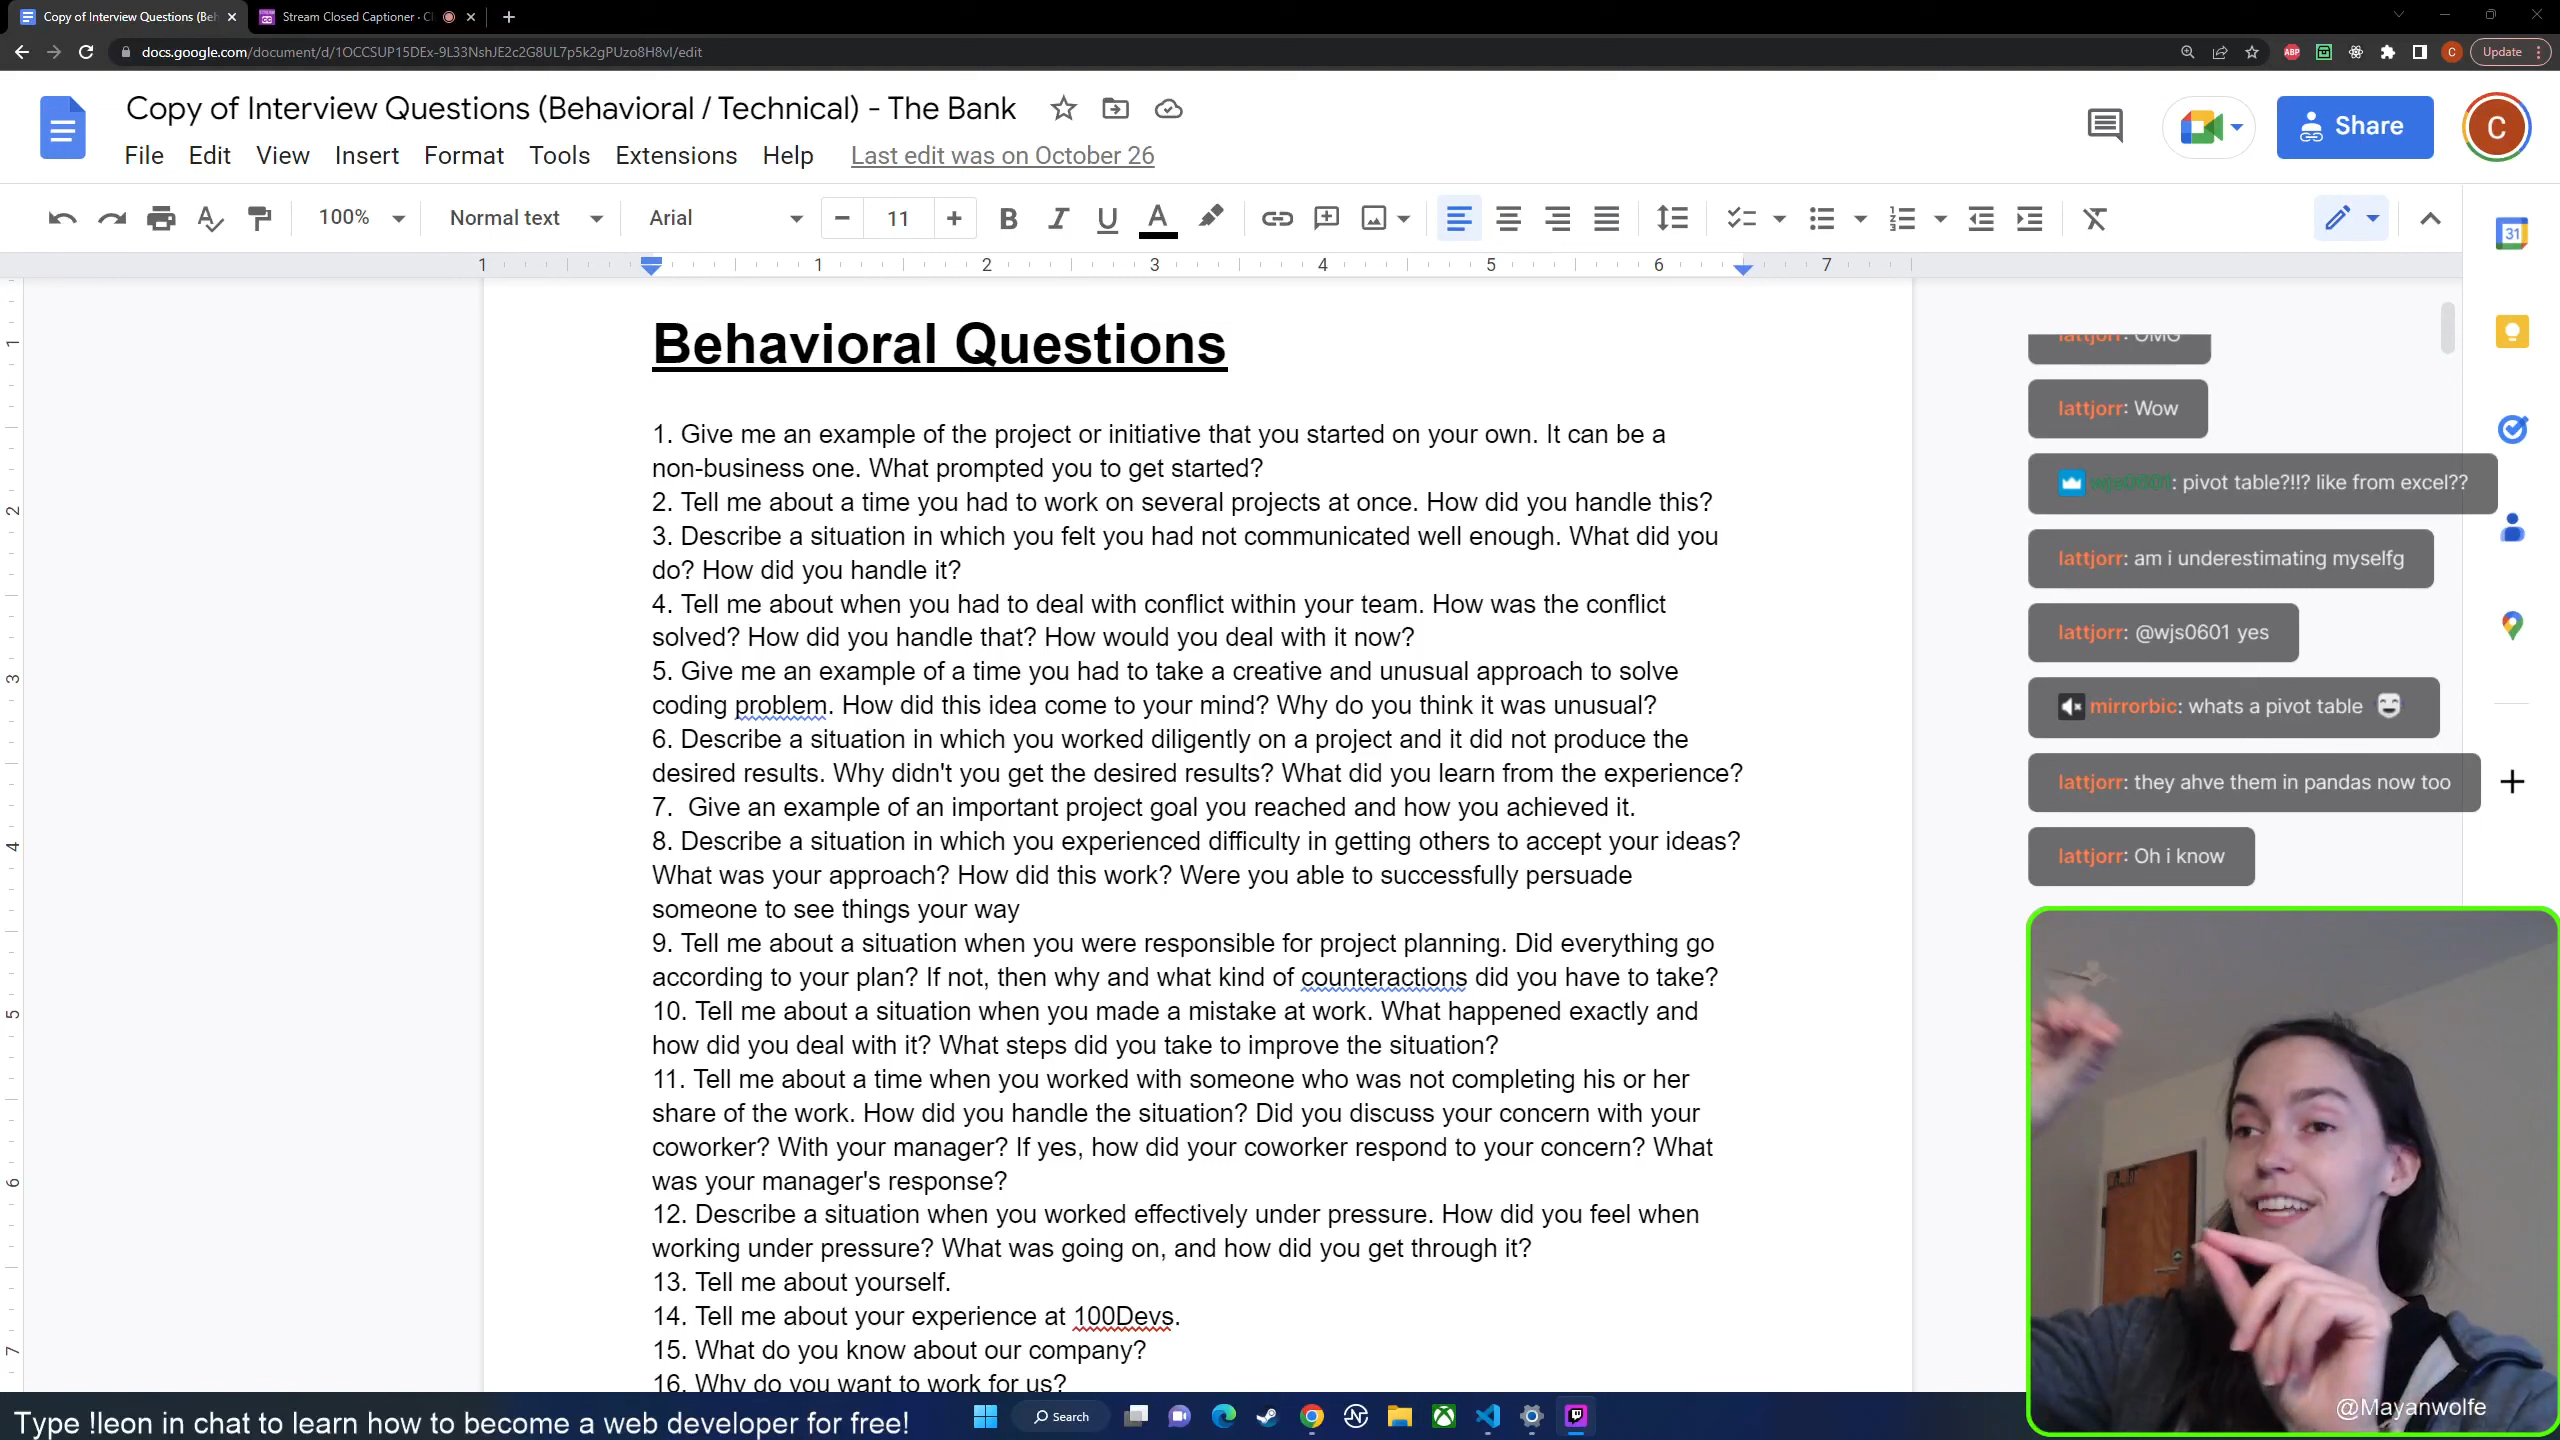 Copy of Interview Questions (Beh
Stream Closed Captioner · Cl
docs.google.com/document/d/1OCCSUP15DEx-9L33NshJE2c2G8UL7p5k2gPUzo8H8vI/edit
ABP
C
Update
Copy of Interview Questions (Behavioral / Technical) - The Bank
Share
C
File Edit View Insert Format Tools Extensions Help Last edit was on October 26
100% Normal text Arial 11
31
1 1 2 3 4 5 6 7
Behavioral Questions
1. Give me an example of the project or initiative that you started on your own. It can be a
non-business one. What prompted you to get started?
2. Tell me about a time you had to work on several projects at once. How did you handle this?
3. Describe a situation in which you felt you had not communicated well enough. What did you
do? How did you handle it?
4. Tell me about when you had to deal with conflict within your team. How was the conflict
solved? How did you handle that? How would you deal with it now?
5. Give me an example of a time you had to take a creative and unusual approach to solve
coding problem. How did this idea come to your mind? Why do you think it was unusual?
6. Describe a situation in which you worked diligently on a project and it did not produce the
desired results. Why didn't you get the desired results? What did you learn from the experience?
7.  Give an example of an important project goal you reached and how you achieved it.
8. Describe a situation in which you experienced difficulty in getting others to accept your ideas?
What was your approach? How did this work? Were you able to successfully persuade
someone to see things your way
9. Tell me about a situation when you were responsible for project planning. Did everything go
according to your plan? If not, then why and what kind of counteractions did you have to take?
10. Tell me about a situation when you made a mistake at work. What happened exactly and
how did you deal with it? What steps did you take to improve the situation?
11. Tell me about a time when you worked with someone who was not completing his or her
share of the work. How did you handle the situation? Did you discuss your concern with your
coworker? With your manager? If yes, how did your coworker respond to your concern? What
was your manager's response?
12. Describe a situation when you worked effectively under pressure. How did you feel when
working under pressure? What was going on, and how did you get through it?
13. Tell me about yourself.
14. Tell me about your experience at 100Devs.
15. What do you know about our company?
16. Why do you want to work for us?
1
2
3
4
5
6
7
lattjorr: OMG
lattjorr: Wow
wjs0601: pivot table?!!? like from excel??
lattjorr: am i underestimating myselfg
lattjorr: @wjs0601 yes
mirrorbic: whats a pivot table
lattjorr: they ahve them in pandas now too
lattjorr: Oh i know
@Mayanwolfe
Type !leon in chat to learn how to become a web developer for free!
Search